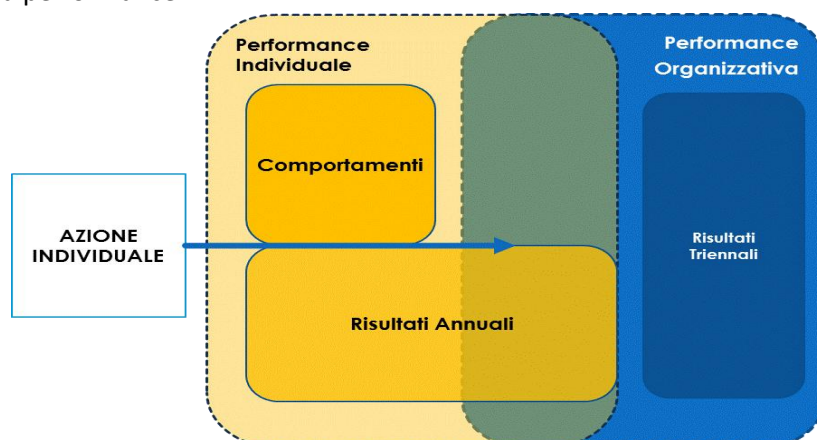 Performance
Individuale
Performance
Organizzativa
Comportamenti
AZIONE
INDIVIDUALE
Risultati
Triennali
Risultati Annuali